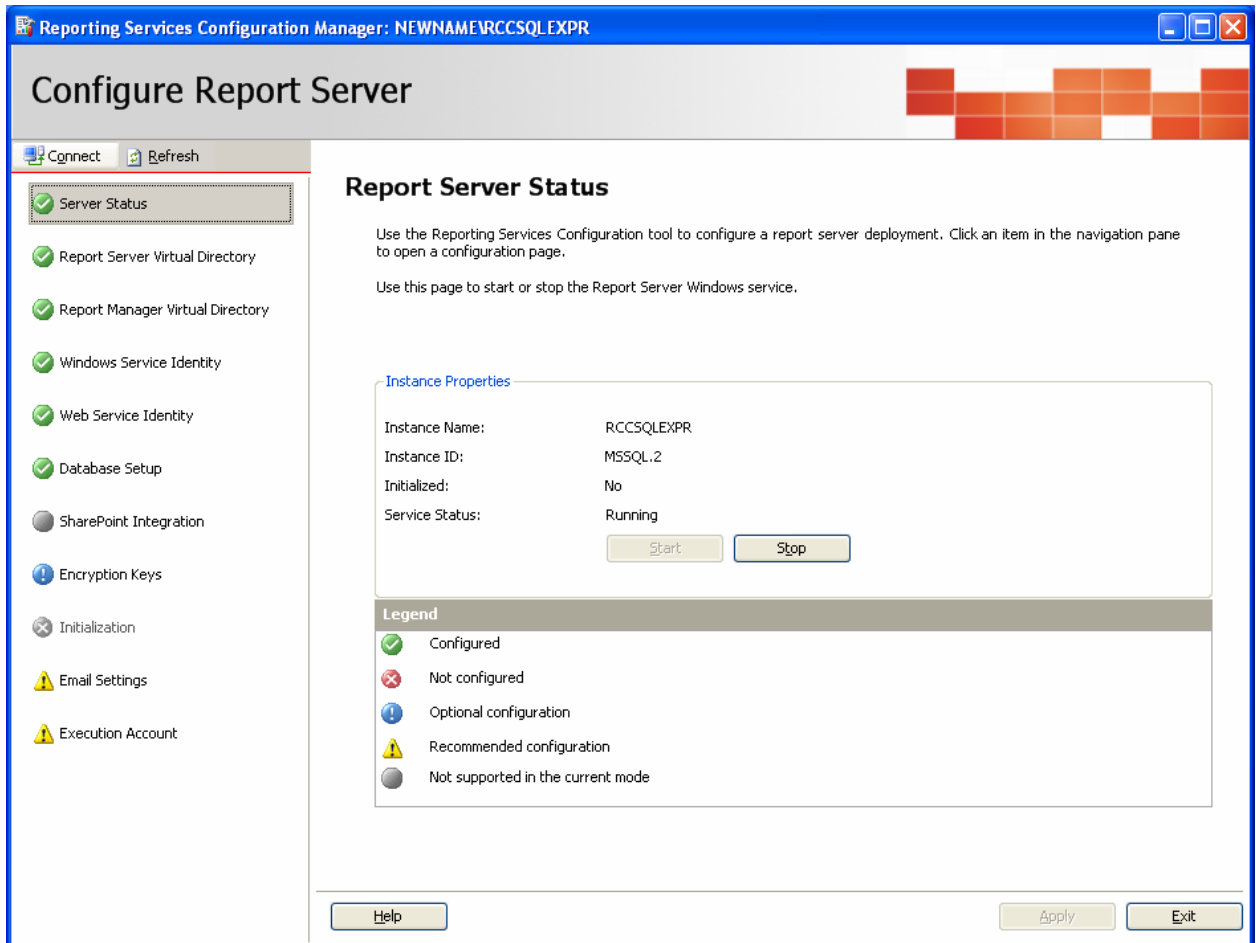 Reporting Services Configuration Manager: NEWNAME\RCCSQLEXPR
Configure Report Server
Connect Refresh
Server Status
Report Server Virtual Directory
Report Manager Virtual Directory
Windows Service Identity
Web Service Identity
Database Setup
SharePoint Integration
Encryption Keys
Initialization
Email Settings
Execution Account
Report Server Status
Use the Reporting Services Configuration tool to configure a report server deployment. Click an item in the navigation pane
to open a configuration page.
Use this page to start or stop the Report Server Windows service.
Instance Properties
Instance Name: RCCSQLEXPR
Instance ID: MSSQL.2
Initialized: No
Service Status: Running
Start Stop
Legend
Configured
Not configured
Optional configuration
Recommended configuration
Not supported in the current mode
Help Apply Exit